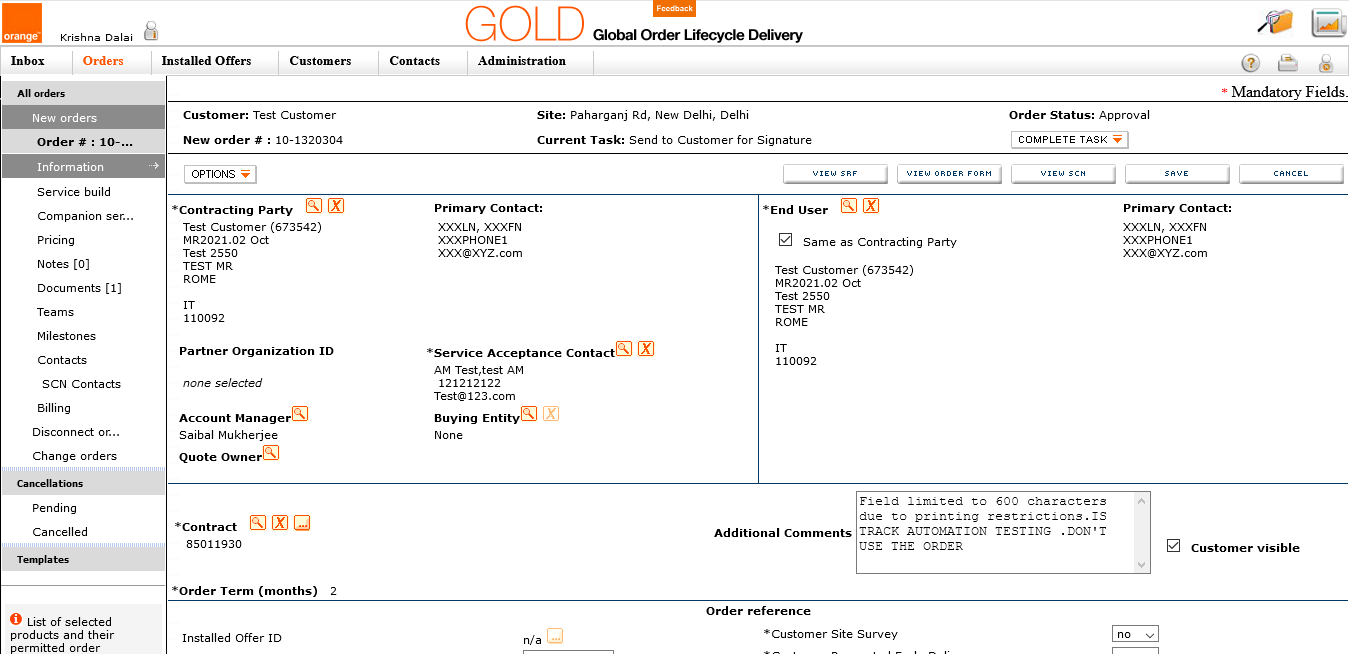 Feedback
orange™
Krishna Dalai
GOLD Global Order Lifecycle Delivery
Inbox Orders Installed Offers Customers Contacts Administration
All orders
New orders
Order # : 10-...
Information
Service build
Companion ser...
Pricing
Notes [0]
Documents [1]
Teams
Milestones
Contacts
SCN Contacts
Billing
Disconnect or...
Change orders
Cancellations
Pending
Cancelled
Templates
List of selected
products and their
permitted order
* Mandatory Fields.
Customer: Test Customer Site: Paharganj Rd, New Delhi, Delhi Order Status: Approval
New order # : 10-1320304 Current Task: Send to Customer for Signature COMPLETE TASK
OPTIONS VIEW SRF VIEW ORDER FORM VIEW SCN SAVE CANCEL
*Contracting Party X
Test Customer (673542)
MR2021.02 Oct
Test 2550
TEST MR
ROME
IT
110092
Primary Contact:
XXXLN, XXXFN
XXXPHONE1
XXX@XYZ.com
Partner Organization ID
none selected
*Service Acceptance Contact X
AM Test,test AM
121212122
Test@123.com
Account Manager
Saibal Mukherjee
Buying Entity X
None
Quote Owner
*End User X
Same as Contracting Party
Test Customer (673542)
MR2021.02 Oct
Test 2550
TEST MR
ROME
IT
110092
Primary Contact:
XXXLN, XXXFN
XXXPHONE1
XXX@XYZ.com
*Contract X ...
85011930
Additional Comments
Field limited to 600 characters
due to printing restrictions.IS
TRACK AUTOMATION TESTING .DON'T
USE THE ORDER
Customer visible
*Order Term (months) 2
Order reference
Installed Offer ID n/a ...
*Customer Site Survey no